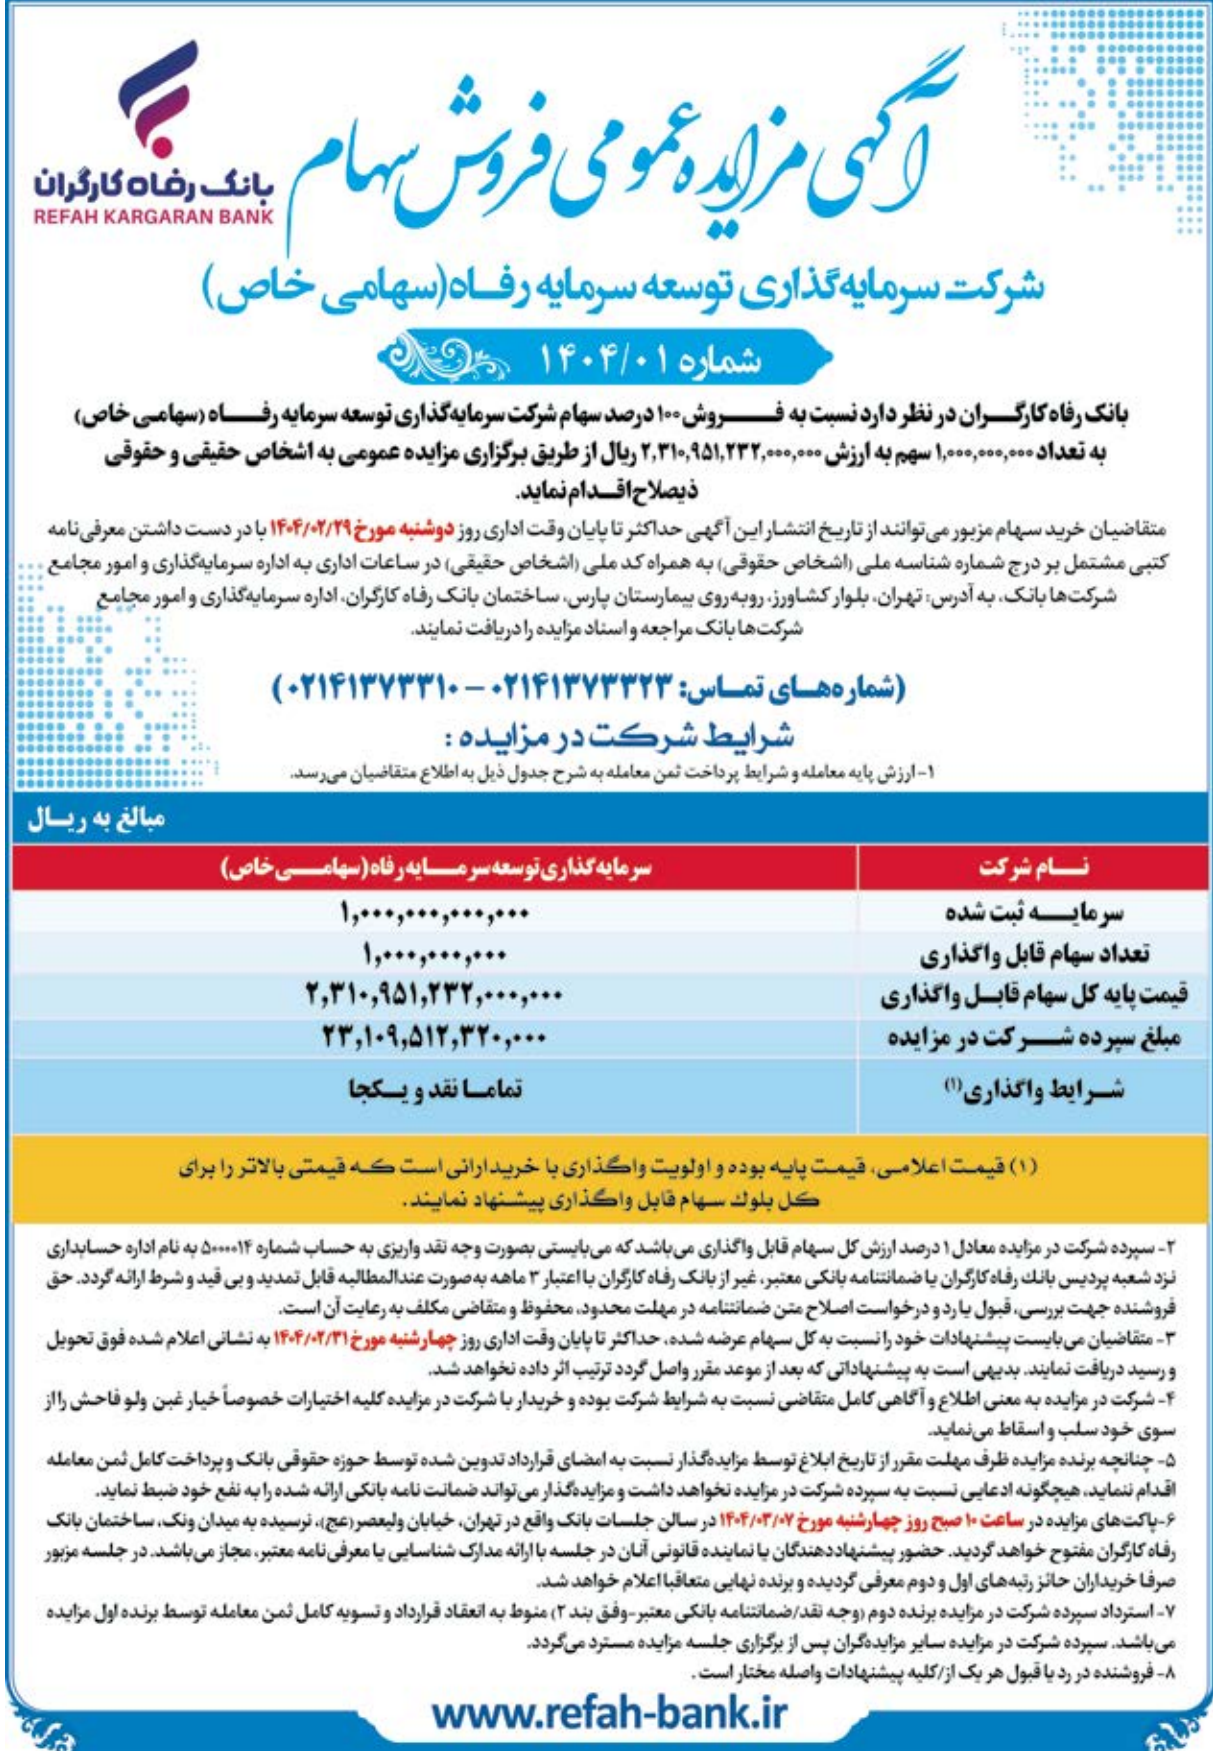 آگهی مزایده عمومی فروش سهام
بانک رفاه کارگران
REFAH KARGARAN BANK
شرکت سرمایه‌گذاری توسعه سرمایه رفاه(سهامی خاص)
شماره ۱۴۰۴/۰۱
بانک رفاه کارگران در نظر دارد نسبت به فروش ۱۰۰ درصد سهام شرکت سرمایه‌گذاری توسعه سرمایه رفاه (سهامی خاص)
به تعداد ۱,۰۰۰,۰۰۰,۰۰۰ سهم به ارزش ۲,۳۱۰,۹۵۱,۲۳۲,۰۰۰,۰۰۰ ریال از طریق برگزاری مزایده عمومی به اشخاص حقیقی و حقوقی
ذیصلاح اقدام نماید.
متقاضیان خرید سهام مزبور می‌توانند از تاریخ انتشار این آگهی حداکثر تا پایان وقت اداری روز دوشنبه مورخ ۱۴۰۴/۰۲/۲۹ با در دست داشتن معرفی‌نامه
کتبی مشتمل بر درج شماره شناسه ملی (اشخاص حقوقی) به همراه کد ملی (اشخاص حقیقی) در ساعات اداری به اداره سرمایه‌گذاری و امور مجامع
شرکت‌ها بانک، به آدرس: تهران، بلوار کشاورز، روبه‌روی بیمارستان پارس، ساختمان بانک رفاه کارگران، اداره سرمایه‌گذاری و امور مجامع
شرکت‌ها بانک مراجعه و اسناد مزایده را دریافت نمایند.
(شماره‌های تماس: ۰۲۱۴۱۳۷۳۳۲۳ – ۰۲۱۴۱۳۷۳۳۱۰)
شرایط شرکت در مزایده :
۱- ارزش پایه معامله و شرایط پرداخت ثمن معامله به شرح جدول ذیل به اطلاع متقاضیان می‌رسد.
مبالغ به ریال
نام شرکت سرمایه گذاری توسعه سرمایه رفاه (سهامی خاص)
سرمایه ثبت شده ۱,۰۰۰,۰۰۰,۰۰۰,۰۰۰
تعداد سهام قابل واگذاری ۱,۰۰۰,۰۰۰,۰۰۰
قیمت پایه کل سهام قابل واگذاری ۲,۳۱۰,۹۵۱,۲۳۲,۰۰۰,۰۰۰
مبلغ سپرده شرکت در مزایده ۲۳,۱۰۹,۵۱۲,۳۲۰,۰۰۰
شرایط واگذاری(۱) تماما نقد و یکجا
(۱) قیمت اعلامی، قیمت پایه بوده و اولویت واگذاری با خریدارانی است که قیمتی بالاتر را برای
کل بلوک سهام قابل واگذاری پیشنهاد نمایند.
۲- سپرده شرکت در مزایده معادل ۱ درصد ارزش کل سهام قابل واگذاری می‌باشد که می‌بایستی بصورت وجه نقد واریزی به حساب شماره ۵۰۰۰۰۱۴ به نام اداره حسابداری
نزد شعبه پردیس بانک رفاه کارگران یا ضمانتنامه بانکی معتبر، غیر از بانک رفاه کارگران با اعتبار ۳ ماهه به‌صورت عندالمطالبه قابل تمدید و بی قید و شرط ارائه گردد. حق
فروشنده جهت بررسی، قبول یا رد و درخواست اصلاح متن ضمانتنامه در مهلت محدود، محفوظ و متقاضی مکلف به رعایت آن است.
۳- متقاضیان می‌بایست پیشنهادات خود را نسبت به کل سهام عرضه شده، حداکثر تا پایان وقت اداری روز چهارشنبه مورخ ۱۴۰۴/۰۲/۳۱ به نشانی اعلام شده فوق تحویل
و رسید دریافت نمایند. بدیهی است به پیشنهاداتی که بعد از موعد مقرر واصل گردد ترتیب اثر داده نخواهد شد.
۴- شرکت در مزایده به معنی اطلاع و آگاهی کامل متقاضی نسبت به شرایط شرکت بوده و خریدار با شرکت در مزایده کلیه اختیارات خصوصاً خیار غبن ولو فاحش را از
سوی خود سلب و اسقاط می‌نماید.
۵- چنانچه برنده مزایده ظرف مهلت مقرر از تاریخ ابلاغ توسط مزایده‌گذار نسبت به امضای قرارداد تدوین شده توسط حوزه حقوقی بانک و پرداخت کامل ثمن معامله
اقدام ننماید، هیچگونه ادعایی نسبت به سپرده شرکت در مزایده نخواهد داشت و مزایده‌گذار می‌تواند ضمانت نامه بانکی ارائه شده را به نفع خود ضبط نماید.
۶-پاکت‌های مزایده در ساعت ۱۰ صبح روز چهارشنبه مورخ ۱۴۰۴/۰۳/۰۷ در سالن جلسات بانک واقع در تهران، خیابان ولیعصر(عج)، نرسیده به میدان ونک، ساختمان بانک
رفاه کارگران مفتوح خواهد گردید. حضور پیشنهاددهندگان یا نماینده قانونی آنان در جلسه با ارائه مدارک شناسایی یا معرفی‌نامه معتبر، مجاز می‌باشد. در جلسه مزبور
صرفا خریداران حائز رتبه‌های اول و دوم معرفی گردیده و برنده نهایی متعاقبا اعلام خواهد شد.
۷- استرداد سپرده شرکت در مزایده برنده دوم (وجه نقد/ضمانتنامه بانکی معتبر-وفق بند ۲) منوط به انعقاد قرارداد و تسویه کامل ثمن معامله توسط برنده اول مزایده
می‌باشد. سپرده شرکت در مزایده سایر مزایده‌گران پس از برگزاری جلسه مزایده مسترد می‌گردد.
۸- فروشنده در رد یا قبول هر یک از/کلیه پیشنهادات واصله مختار است .
www.refah-bank.ir